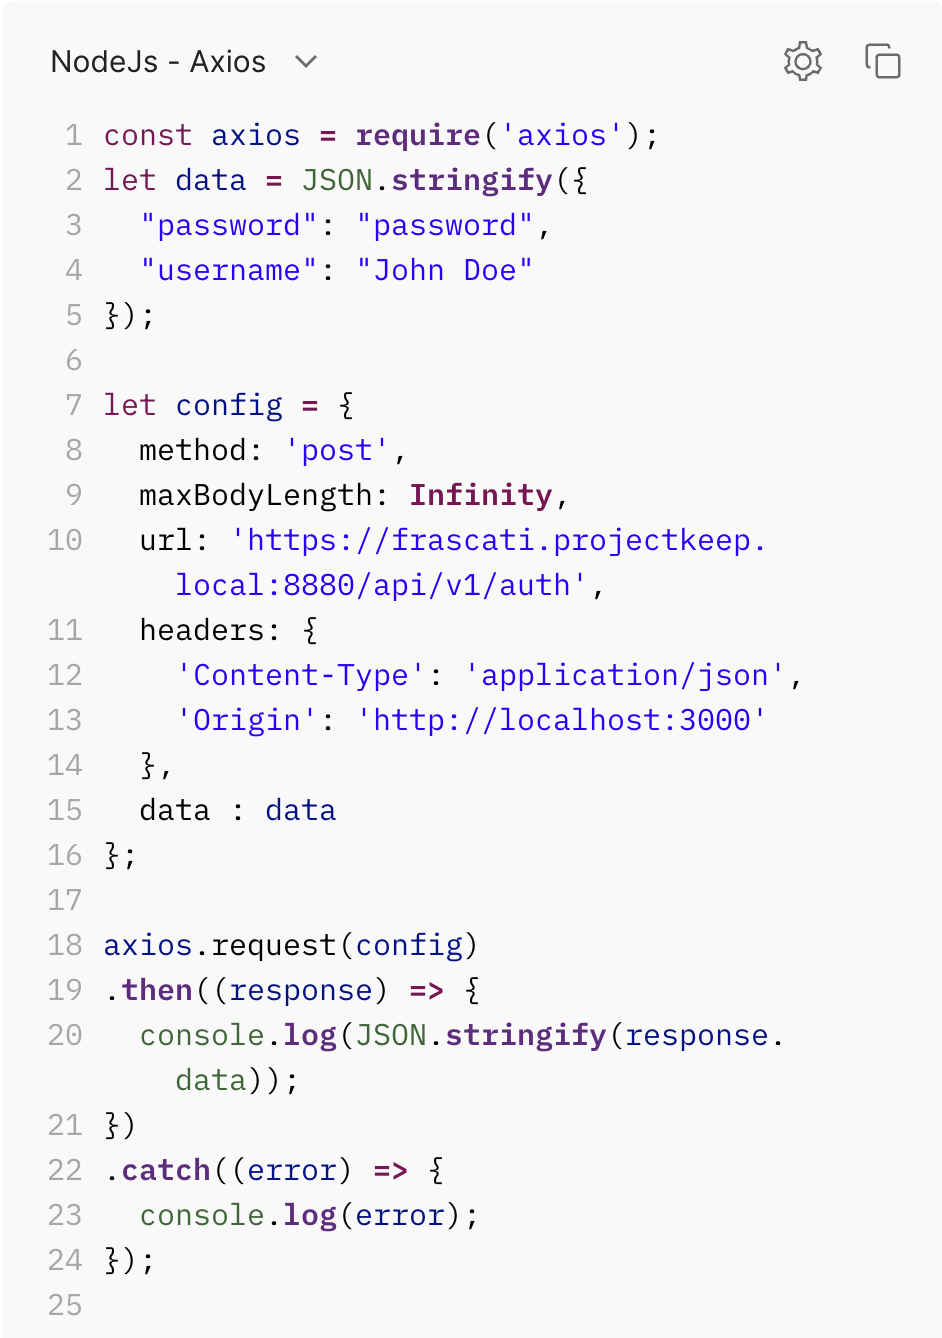 NodeJs - Axios
1 const axios = require('axios');
2 let data = JSON.stringify({
3   "password": "password",
4   "username": "John Doe"
5 });
6
7 let config = {
8   method: 'post',
9   maxBodyLength: Infinity,
10   url: 'https://frascati.projectkeep.
    local:8880/api/v1/auth',
11   headers: {
12     'Content-Type': 'application/json',
13     'Origin': 'http://localhost:3000'
14   },
15   data : data
16 };
17
18 axios.request(config)
19 .then((response) => {
20   console.log(JSON.stringify(response.
    data));
21 })
22 .catch((error) => {
23   console.log(error);
24 });
25